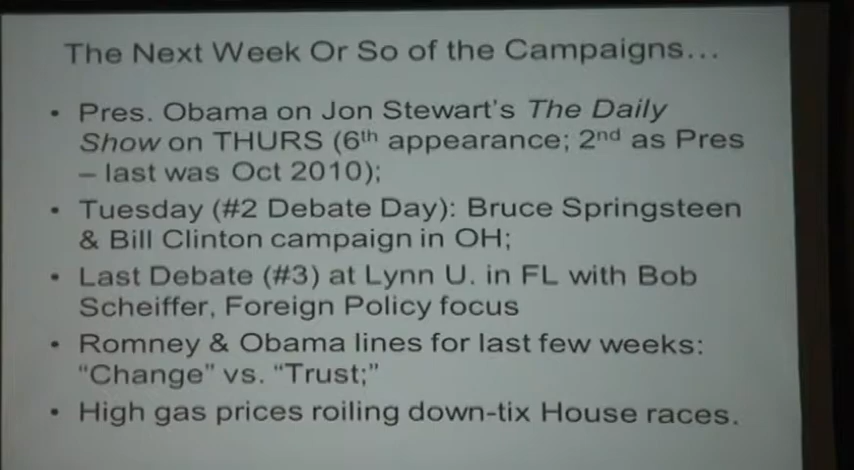 The Next Week Or So of the Campaigns…
• Pres. Obama on Jon Stewart's The Daily
Show on THURS (6th appearance; 2nd as Pres
– last was Oct 2010);
• Tuesday (#2 Debate Day): Bruce Springsteen
& Bill Clinton campaign in OH;
• Last Debate (#3) at Lynn U. in FL with Bob
Scheiffer, Foreign Policy focus
• Romney & Obama lines for last few weeks:
"Change" vs. "Trust;"
• High gas prices roiling down-tix House races.